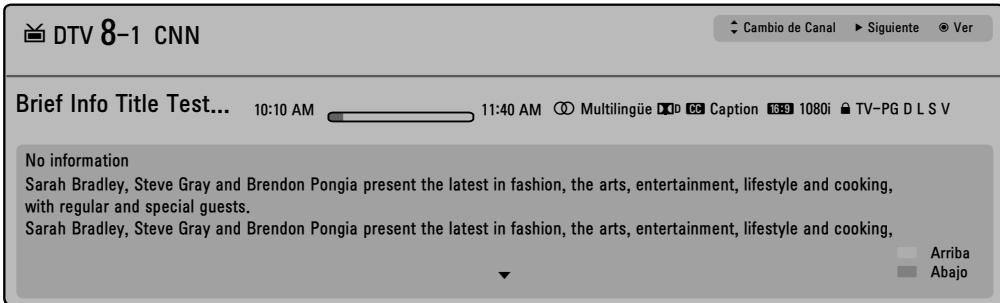 DTV 8-1 CNN
Cambio de Canal Siguiente Ver
Brief Info Title Test... 10:10 AM 11:40 AM Multilingüe D CC Caption 16:9 1080i TV-PG D L S V
No information
Sarah Bradley, Steve Gray and Brendon Pongia present the latest in fashion, the arts, entertainment, lifestyle and cooking,
with regular and special guests.
Sarah Bradley, Steve Gray and Brendon Pongia present the latest in fashion, the arts, entertainment, lifestyle and cooking,
Arriba
Abajo